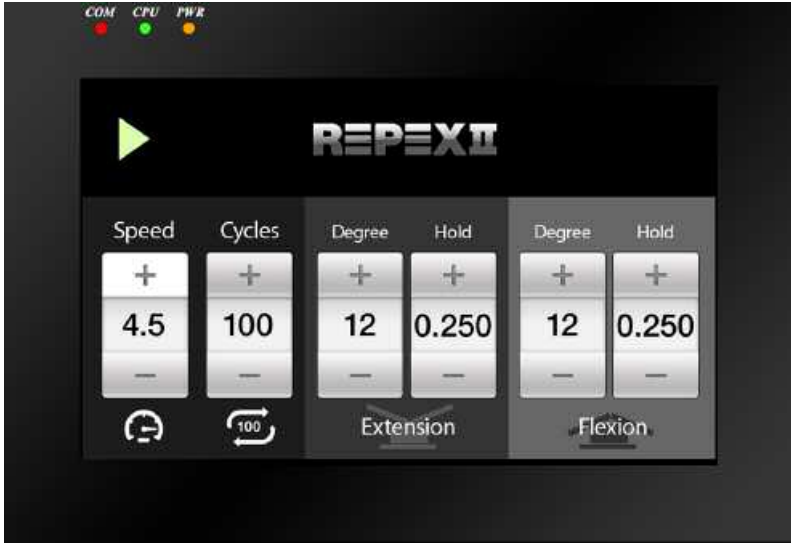 COM CPU PWR
REPEX II
Speed Cycles Degree Hold Degree Hold
+ + + + + +
4.5 100 12 0.250 12 0.250
− − − − − −
100 Extension Flexion